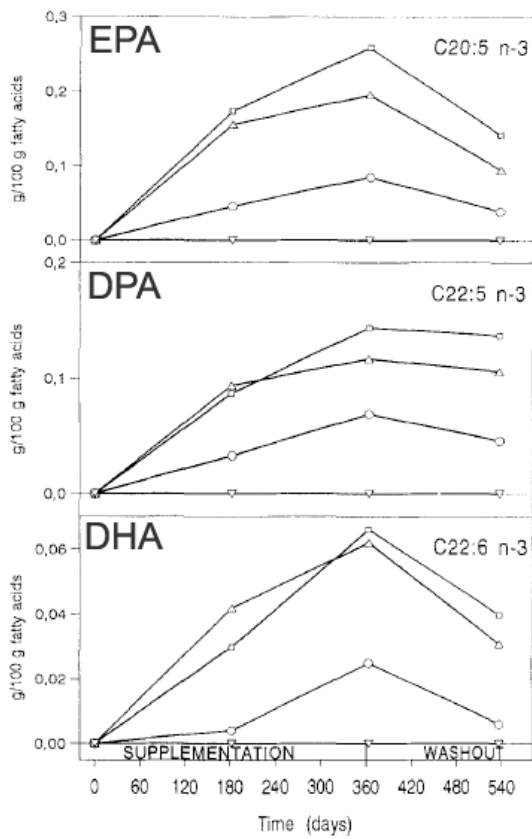 EPA
C20:5 n-3
g/100 g fatty acids
0,3
0,2
0,1
0,0
DPA
C22:5 n-3
g/100 g fatty acids
0,2
0,1
0,0
DHA
C22:6 n-3
g/100 g fatty acids
0,06
0,04
0,02
0,00
SUPPLEMENTATION WASHOUT
0 60 120 180 240 300 360 420 480 540
Time (days)